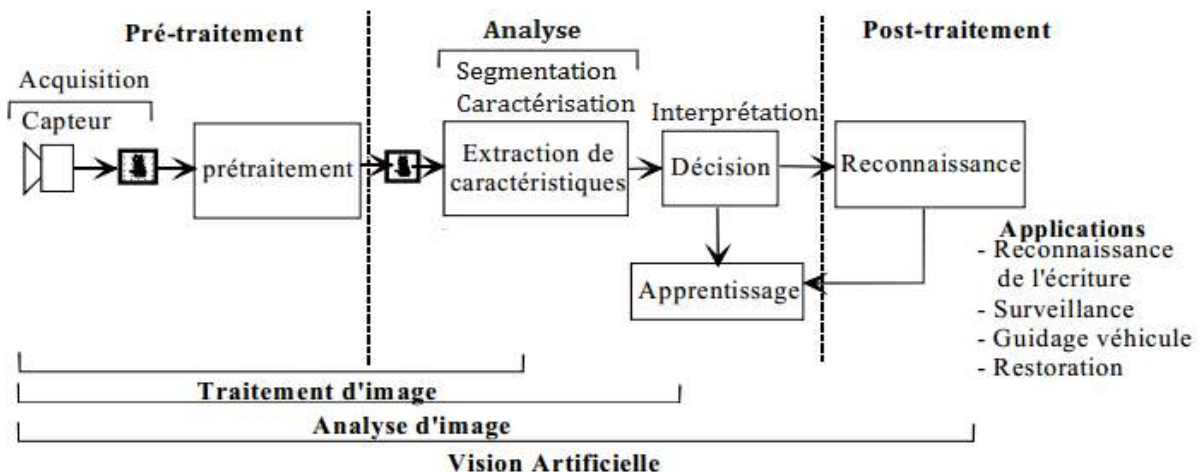 Pré-traitement
Analyse
Post-traitement
Acquisition
Capteur
Segmentation
Caractérisation
Interprétation
prétraitement
Extraction de
caractéristiques
Décision
Reconnaissance
Apprentissage
Applications
- Reconnaissance
de l'écriture
- Surveillance
- Guidage véhicule
- Restoration
Traitement d'image
Analyse d'image
Vision Artificielle